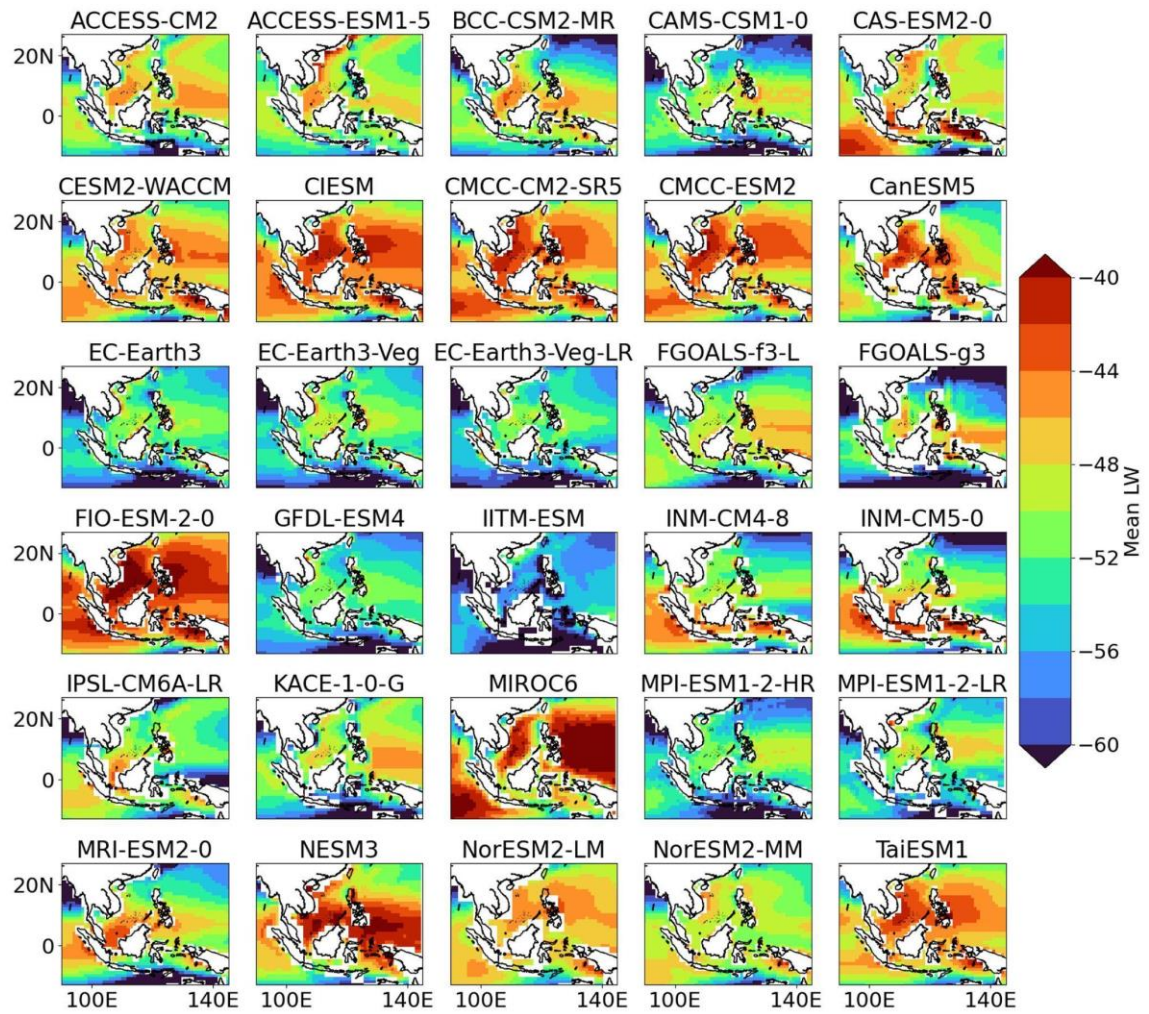 ACCESS-CM2 ACCESS-ESM1-5 BCC-CSM2-MR CAMS-CSM1-0 CAS-ESM2-0
20N
0
CESM2-WACCM CIESM CMCC-CM2-SR5 CMCC-ESM2 CanESM5
20N
0
EC-Earth3 EC-Earth3-Veg EC-Earth3-Veg-LR FGOALS-f3-L FGOALS-g3
20N
0
FIO-ESM-2-0 GFDL-ESM4 IITM-ESM INM-CM4-8 INM-CM5-0
20N
0
IPSL-CM6A-LR KACE-1-0-G MIROC6 MPI-ESM1-2-HR MPI-ESM1-2-LR
20N
0
MRI-ESM2-0 NESM3 NorESM2-LM NorESM2-MM TaiESM1
20N
0
100E 140E 100E 140E 100E 140E 100E 140E 100E 140E
−40
−44
−48
−52
−56
−60
Mean LW